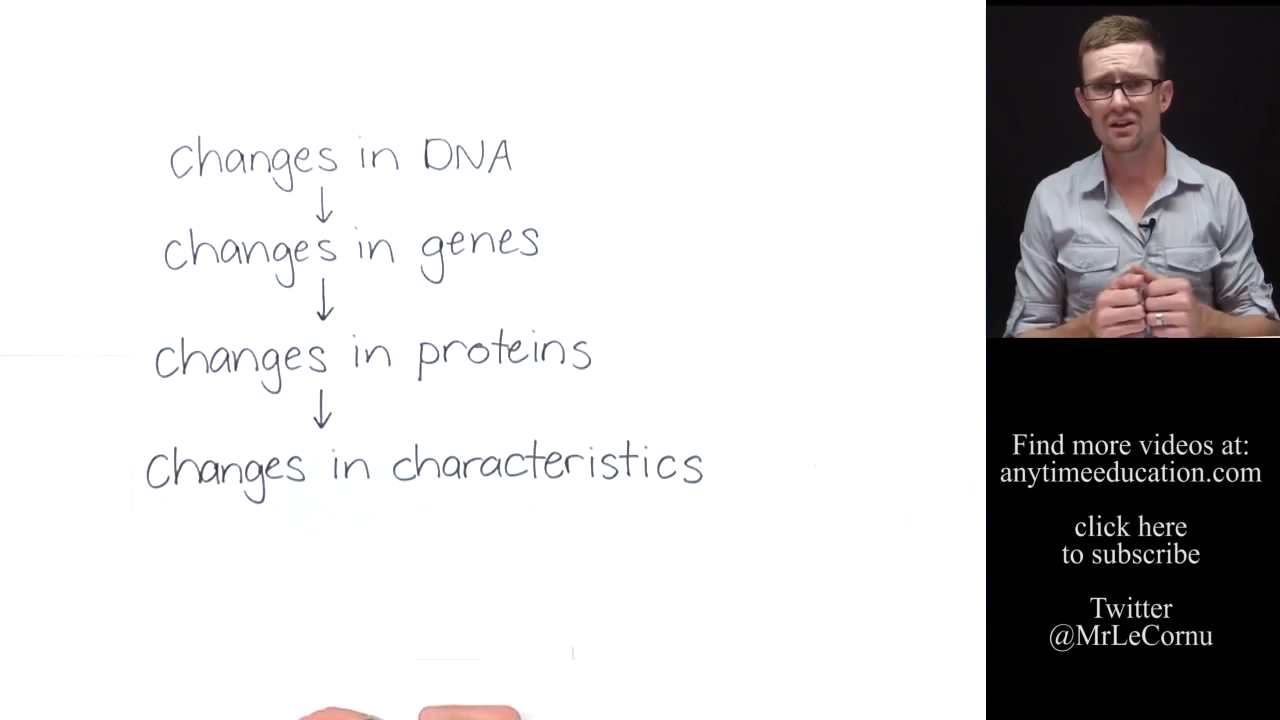 changes in DNA
↓
changes in genes
↓
changes in proteins
↓
changes in characteristics
Find more videos at:
anytimeeducation.com
click here
to subscribe
Twitter
@MrLeCornu